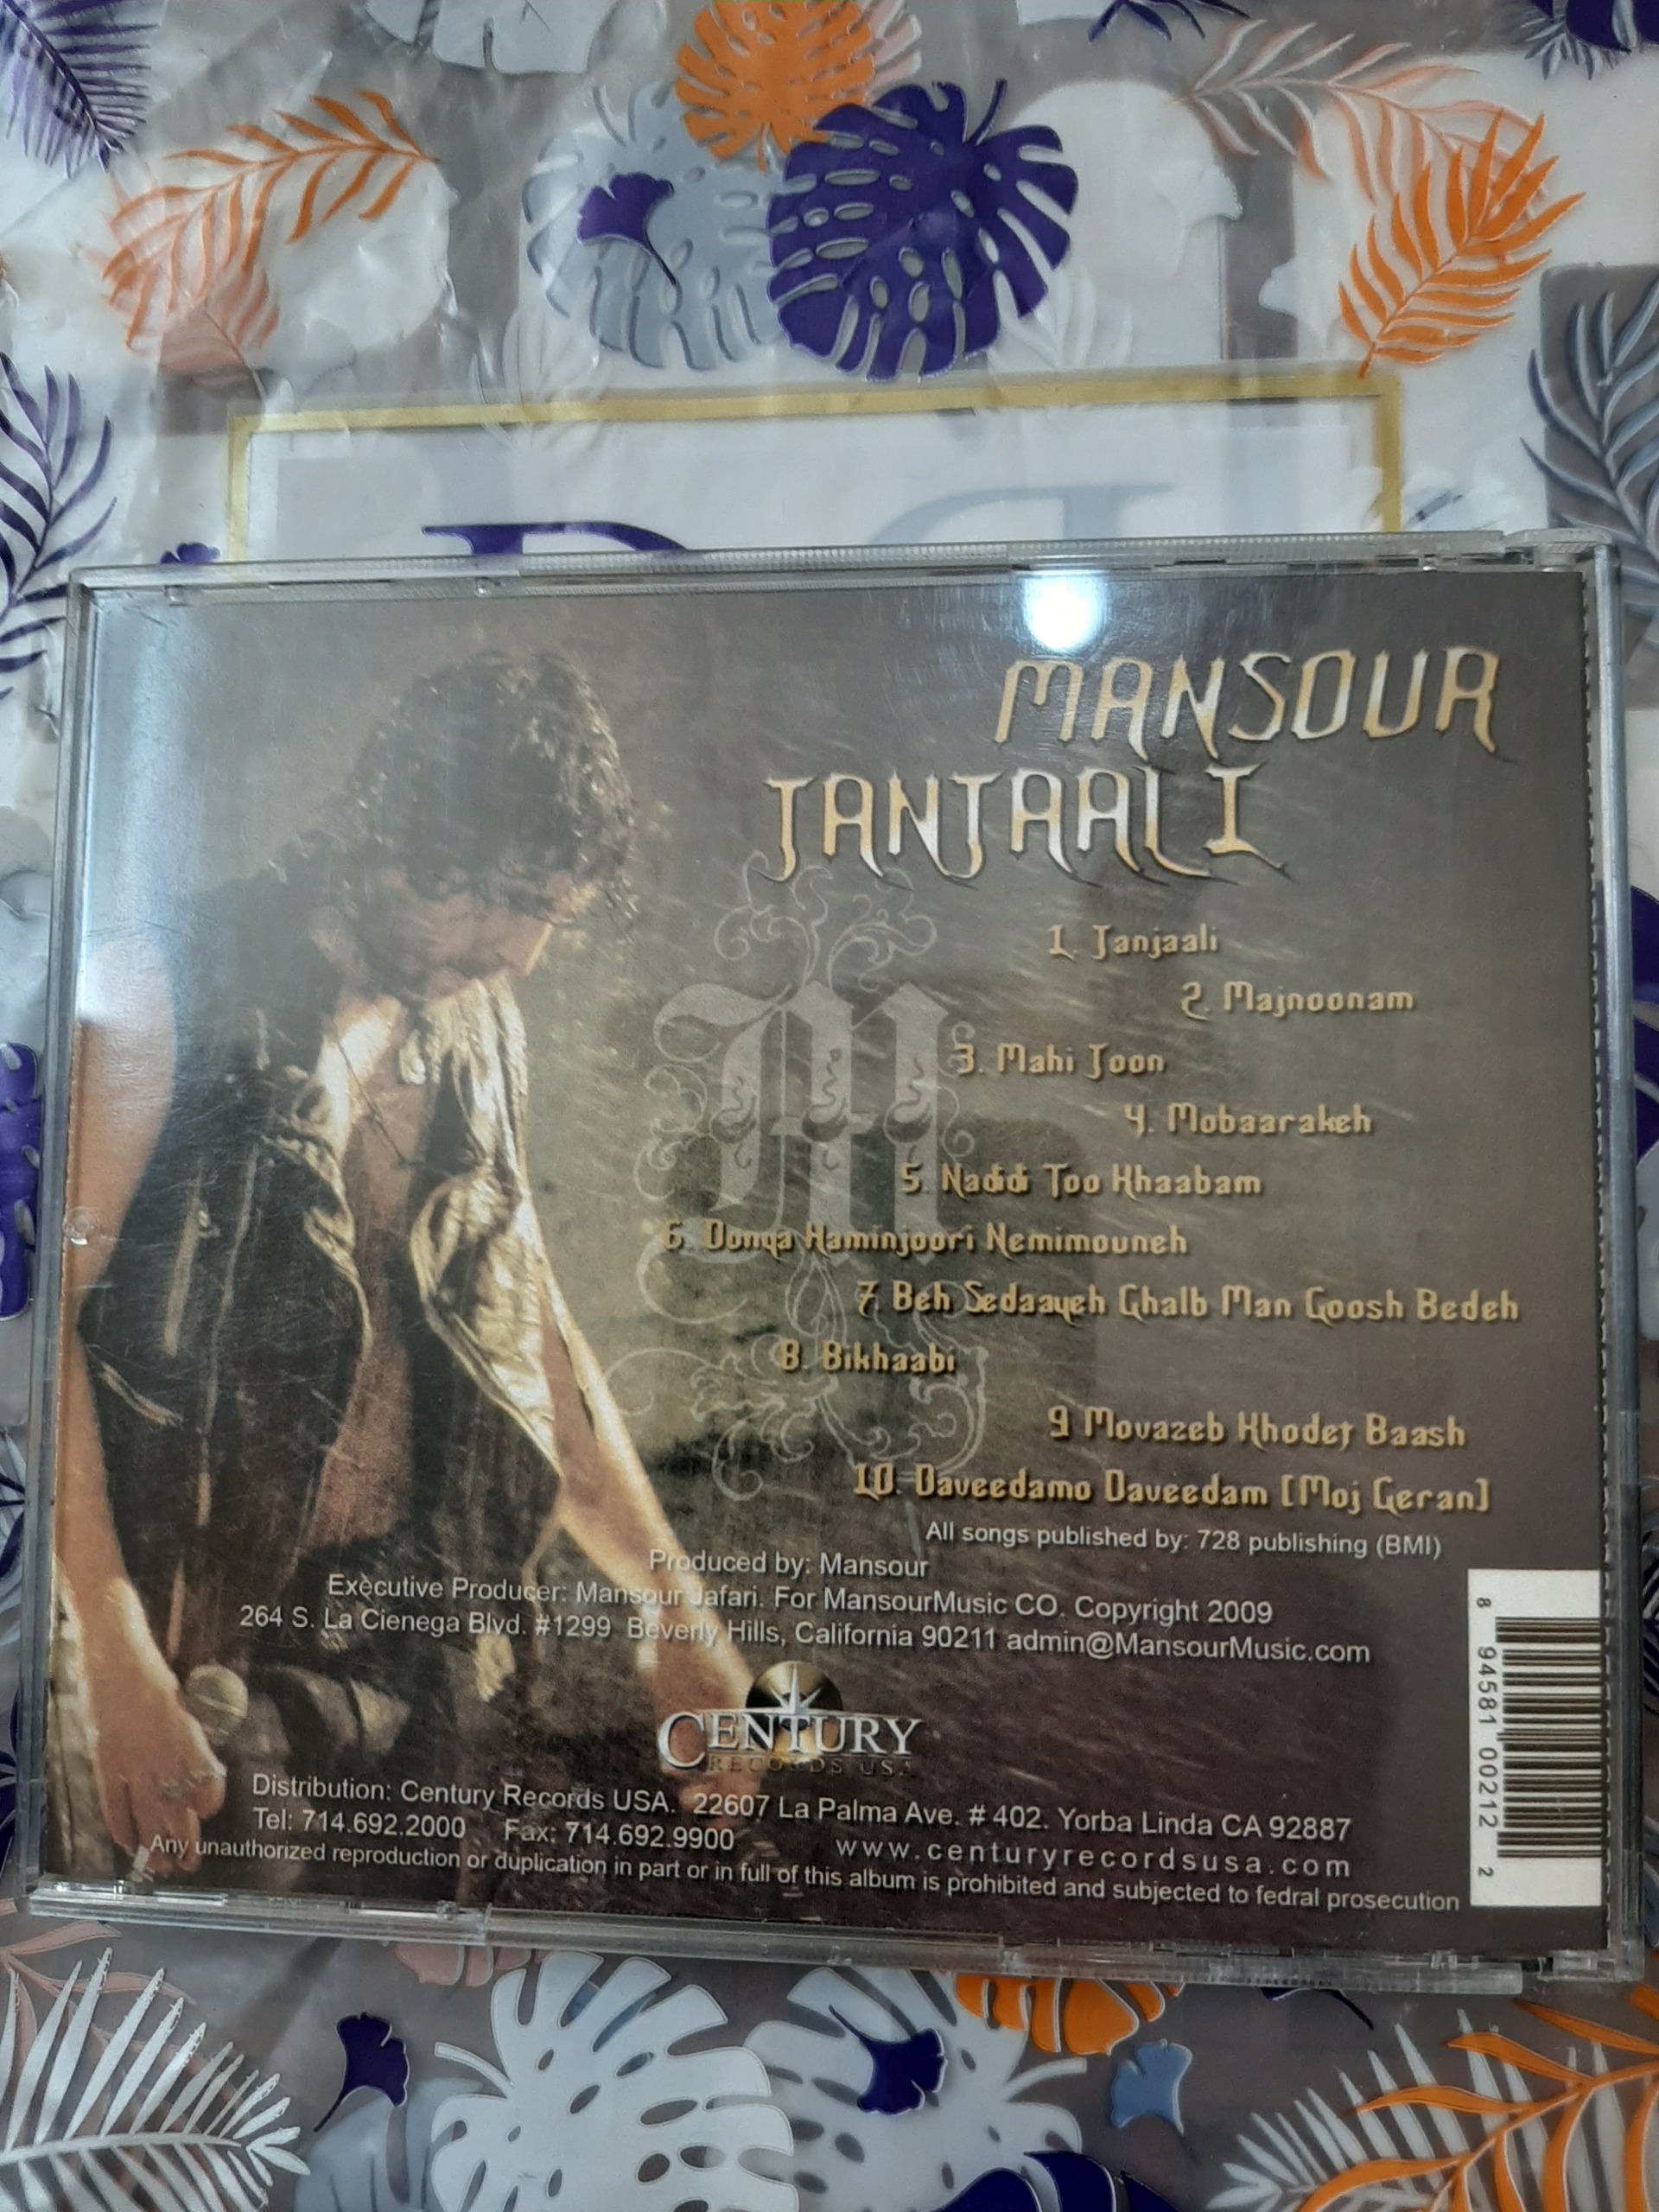 MANSOUR
JANJAALI
1. Janjaali
2. Majnoonam
3. Mahi Joon
4. Mobaarakeh
5. Nadidi Too Khaabam
6. Donya Haminjoori Nemimouneh
7. Beh Sedaayeh Ghalb Man Goosh Bedeh
8. Bikhaabi
9 Movazeb Khodet Baash
10. Daveedamo Daveedam [Moj Geran]
All songs published by: 728 publishing (BMI)
Produced by: Mansour
Executive Producer: Mansour Jafari. For MansourMusic CO. Copyright 2009
264 S. La Cienega Blvd. #1299 Beverly Hills, California 90211 admin@MansourMusic.com
CENTURY
RECORDS USA
Distribution: Century Records USA. 22607 La Palma Ave. # 402. Yorba Linda CA 92887
Tel: 714.692.2000 Fax: 714.692.9900 www.centuryrecordsusa.com
Any unauthorized reproduction or duplication in part or in full of this album is prohibited and subjected to fedral prosecution
8 94581 00212 2